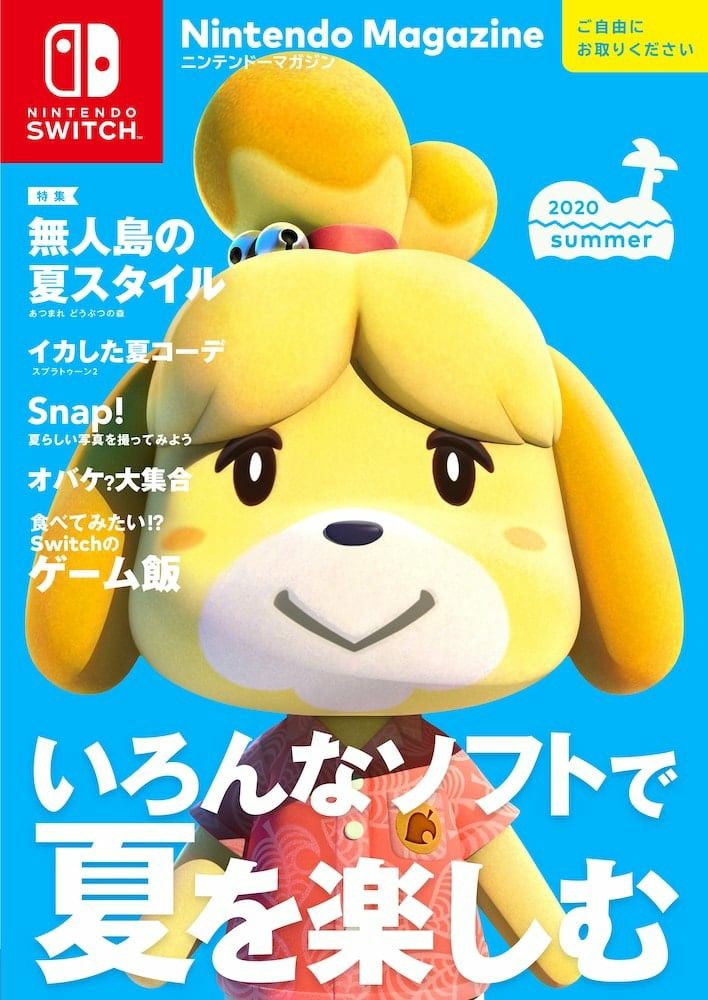 NINTENDO
SWITCH™
Nintendo Magazine
ニンテンドーマガジン
ご自由に
お取りください
2020
summer
特集
無人島の
夏スタイル
あつまれ どうぶつの森
イカした夏コーデ
スプラトゥーン2
Snap!
夏らしい写真を撮ってみよう
オバケ?大集合
食べてみたい!?
Switchの
ゲーム飯
いろんなソフトで
夏を楽しむ